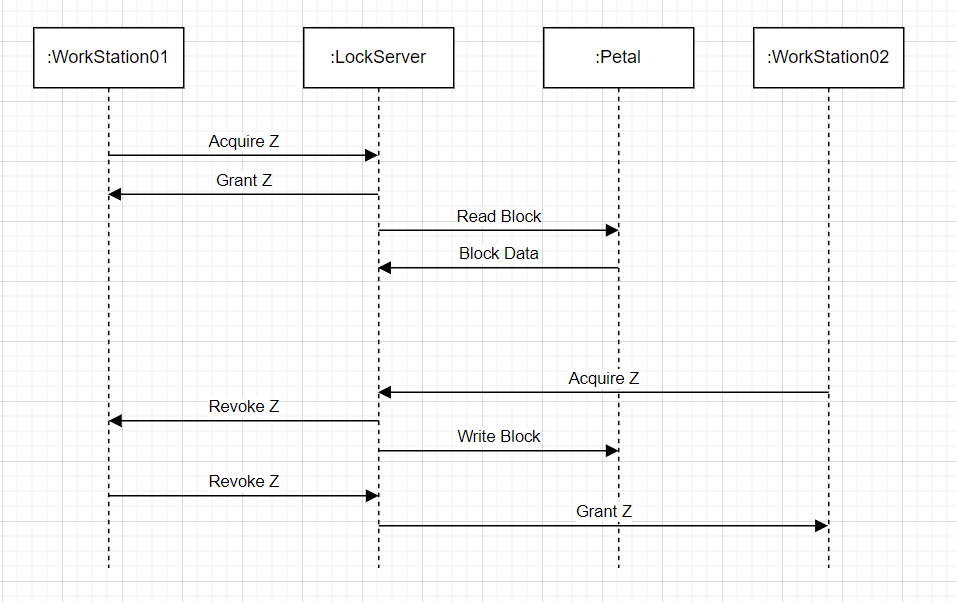 :WorkStation01
:LockServer
:Petal
:WorkStation02
Acquire Z
Grant Z
Read Block
Block Data
Acquire Z
Revoke Z
Write Block
Revoke Z
Grant Z